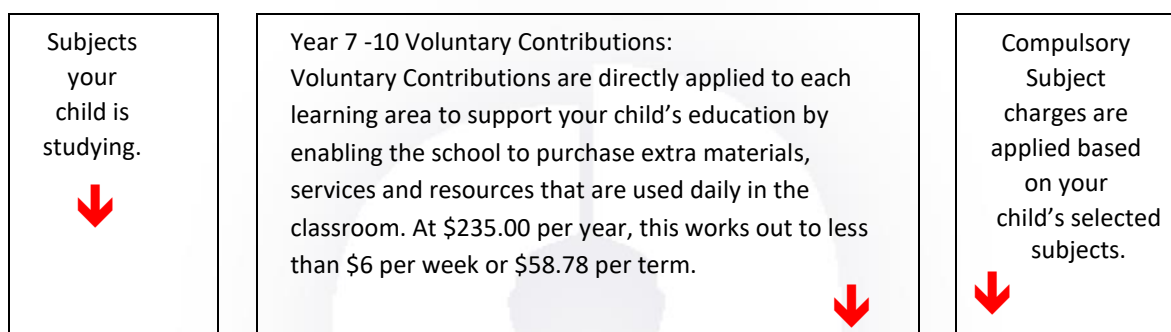 Subjects
your
child is
studying.
Year 7 -10 Voluntary Contributions:
Voluntary Contributions are directly applied to each
learning area to support your child’s education by
enabling the school to purchase extra materials,
services and resources that are used daily in the
classroom. At $235.00 per year, this works out to less
than $6 per week or $58.78 per term.
Compulsory
Subject
charges are
applied based
on your
child’s selected
subjects.